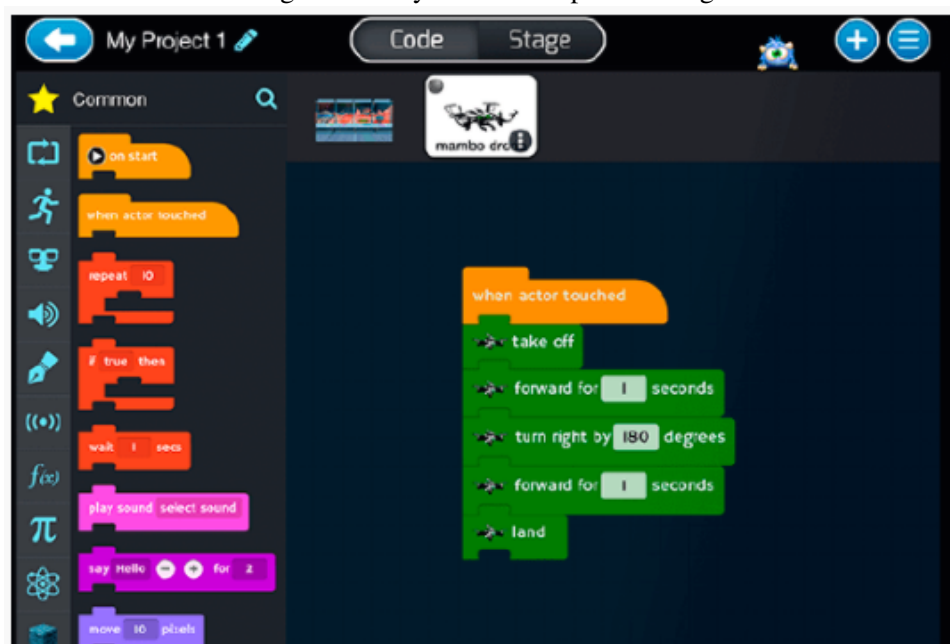 My Project 1
Code
Stage
Common
mambo dro
on start
when actor touched
repeat 10
if true then
wait 1 secs
play sound select sound
say Hello - + for 2
move 10 pixels
((•))
f(x)
π
when actor touched
take off
forward for 1 seconds
turn right by 180 degrees
forward for 1 seconds
land